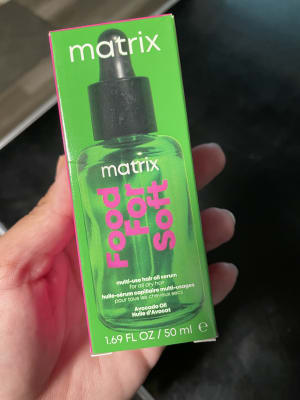 matrix
matrix
Food
For
Soft
multi-use hair oil serum
for all dry hair
Huile-sérum capillaire multi-usages
pour tous les cheveux secs
Avocado Oil
Huile d'Avocat
1.69 FL OZ / 50 ml e